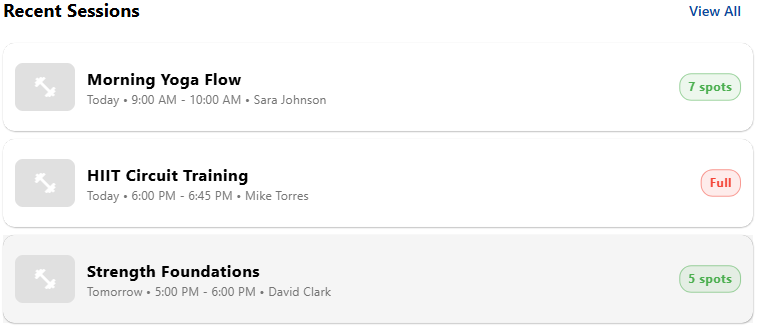 Recent Sessions
View All
Morning Yoga Flow
7 spots
Today • 9:00 AM - 10:00 AM • Sara Johnson
HIIT Circuit Training
Full
Today • 6:00 PM - 6:45 PM • Mike Torres
Strength Foundations
5 spots
Tomorrow • 5:00 PM - 6:00 PM • David Clark